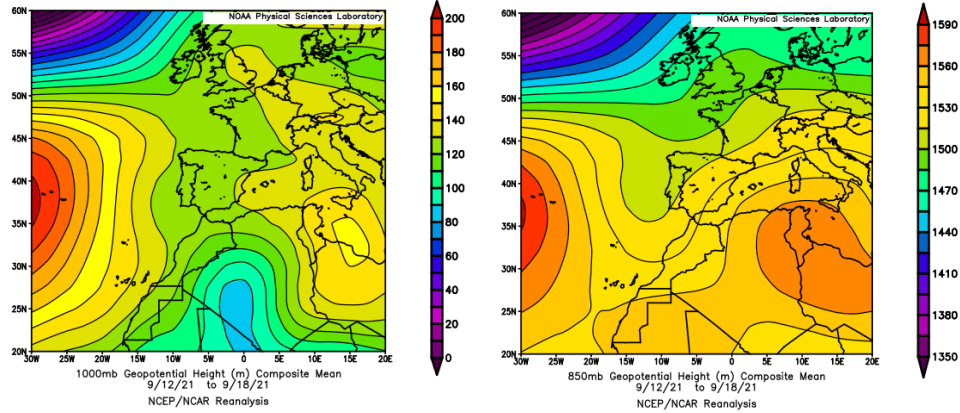 NOAA Physical Sciences Laboratory
60N
55N
50N
45N
40N
35N
30N
25N
20N
30W 25W 20W 15W 10W 5W 0 5E 10E 15E 20E
200
180
160
140
120
100
80
60
40
20
0
1000mb Geopotential Height (m) Composite Mean
9/12/21 to 9/18/21
NCEP/NCAR Reanalysis
NOAA Physical Sciences Laboratory
60N
55N
50N
45N
40N
35N
30N
25N
20N
30W 25W 20W 15W 10W 5W 0 5E 10E 15E 20E
1590
1560
1530
1500
1470
1440
1410
1380
1350
850mb Geopotential Height (m) Composite Mean
9/12/21 to 9/18/21
NCEP/NCAR Reanalysis